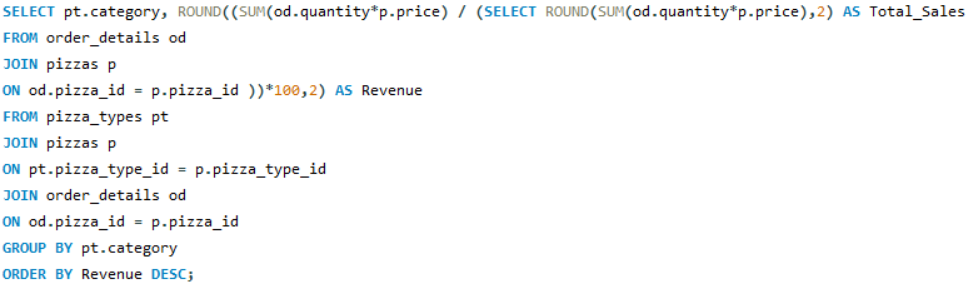 SELECT pt.category, ROUND((SUM(od.quantity*p.price) / (SELECT ROUND(SUM(od.quantity*p.price),2) AS Total_Sales
FROM order_details od
JOIN pizzas p
ON od.pizza_id = p.pizza_id ))*100,2) AS Revenue
FROM pizza_types pt
JOIN pizzas p
ON pt.pizza_type_id = p.pizza_type_id
JOIN order_details od
ON od.pizza_id = p.pizza_id
GROUP BY pt.category
ORDER BY Revenue DESC;